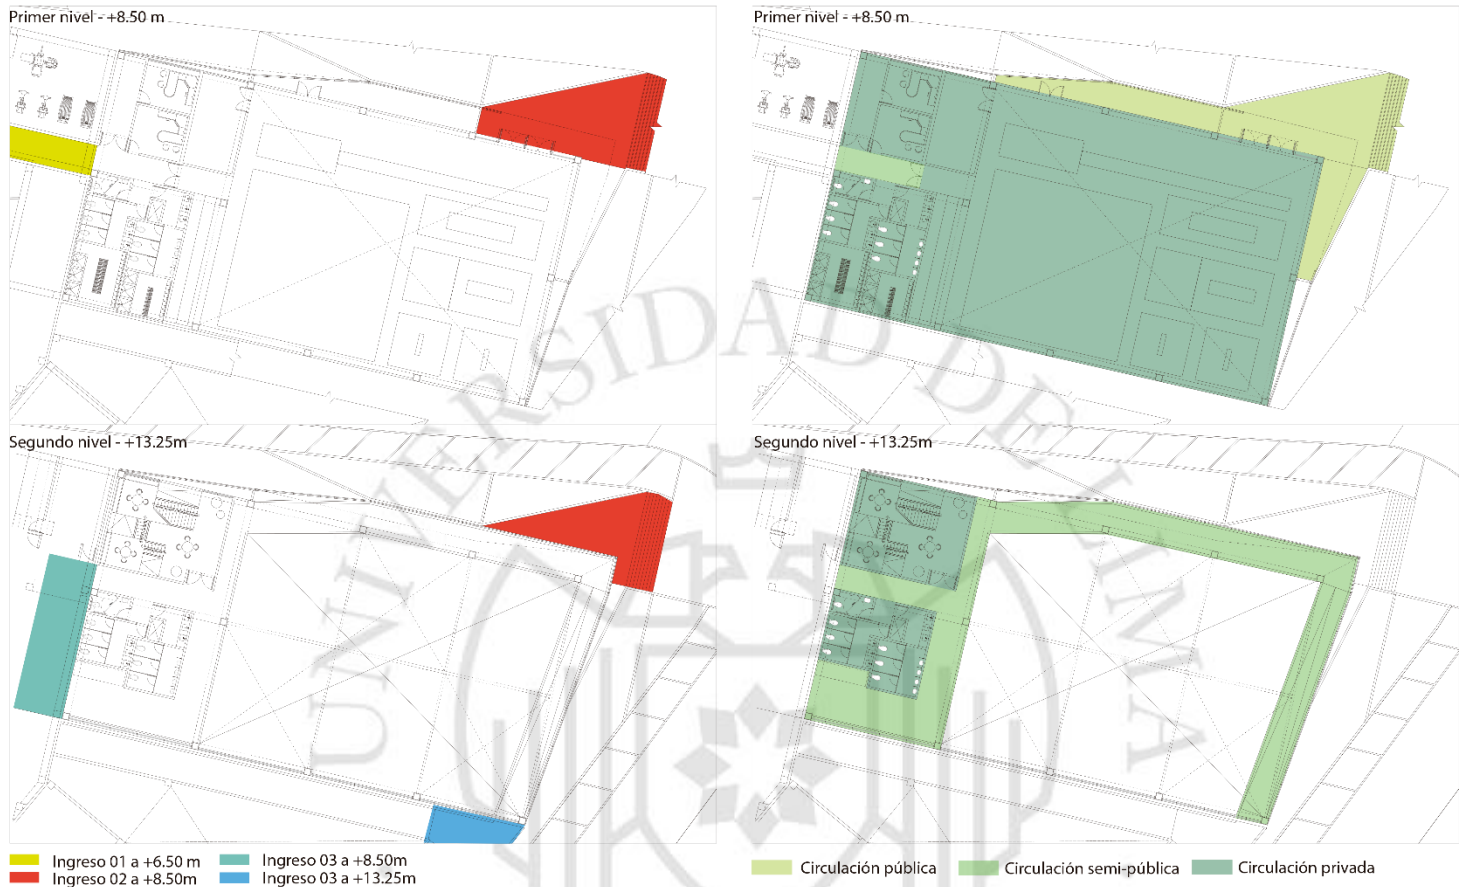 Primer nivel - +8.50 m
Primer nivel - +8.50 m
Segundo nivel - +13.25m
Segundo nivel - +13.25m
UNIVERSIDAD DE LIMA
Ingreso 01 a +6.50 m
Ingreso 03 a +8.50m
Ingreso 02 a +8.50m
Ingreso 03 a +13.25m
Circulación pública
Circulación semi-pública
Circulación privada